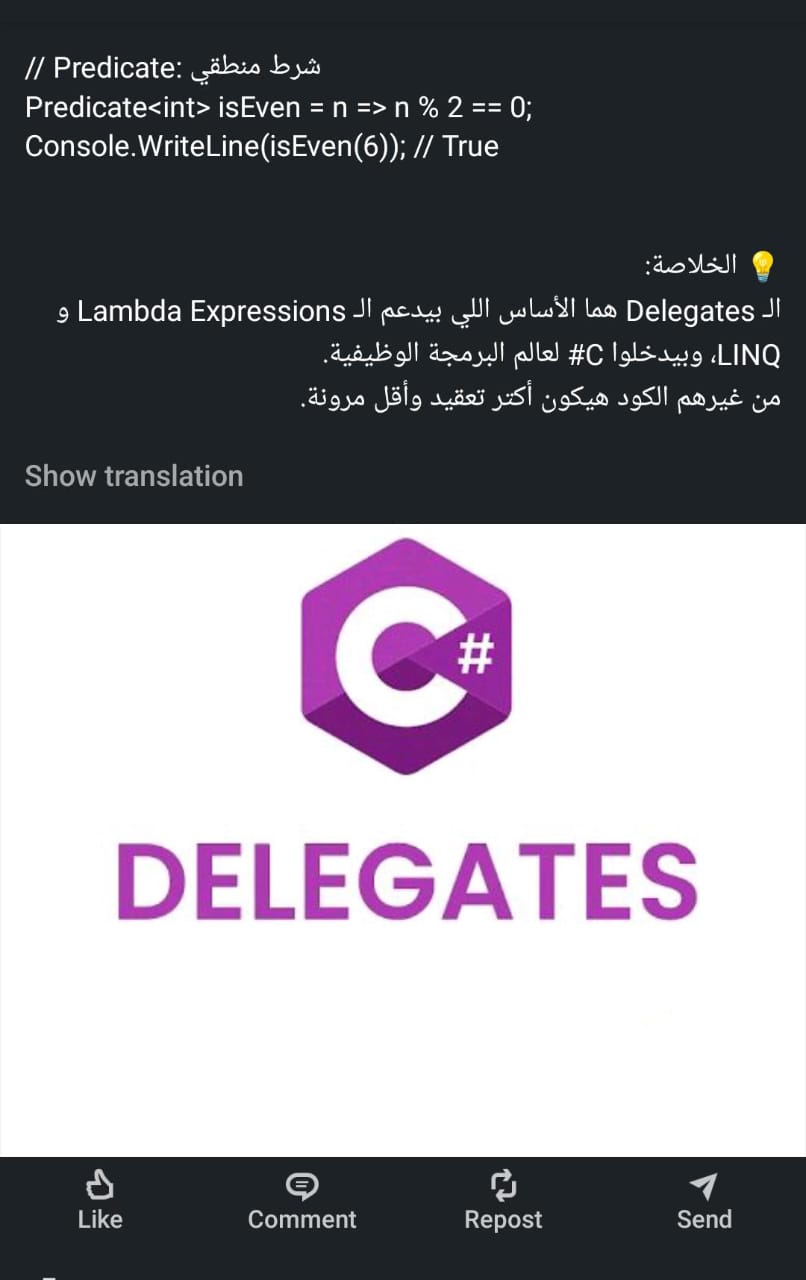 // Predicate: شرط منطقي
Predicate<int> isEven = n => n % 2 == 0;
Console.WriteLine(isEven(6)); // True
💡 الخلاصة:
الـ Delegates هما الأساس اللي بيدعم الـ Lambda Expressions و
LINQ، وبيدخلوا C# لعالم البرمجة الوظيفية.
من غيرهم الكود هيكون أكتر تعقيد وأقل مرونة.
Show translation
C#
DELEGATES
Like Comment Repost Send